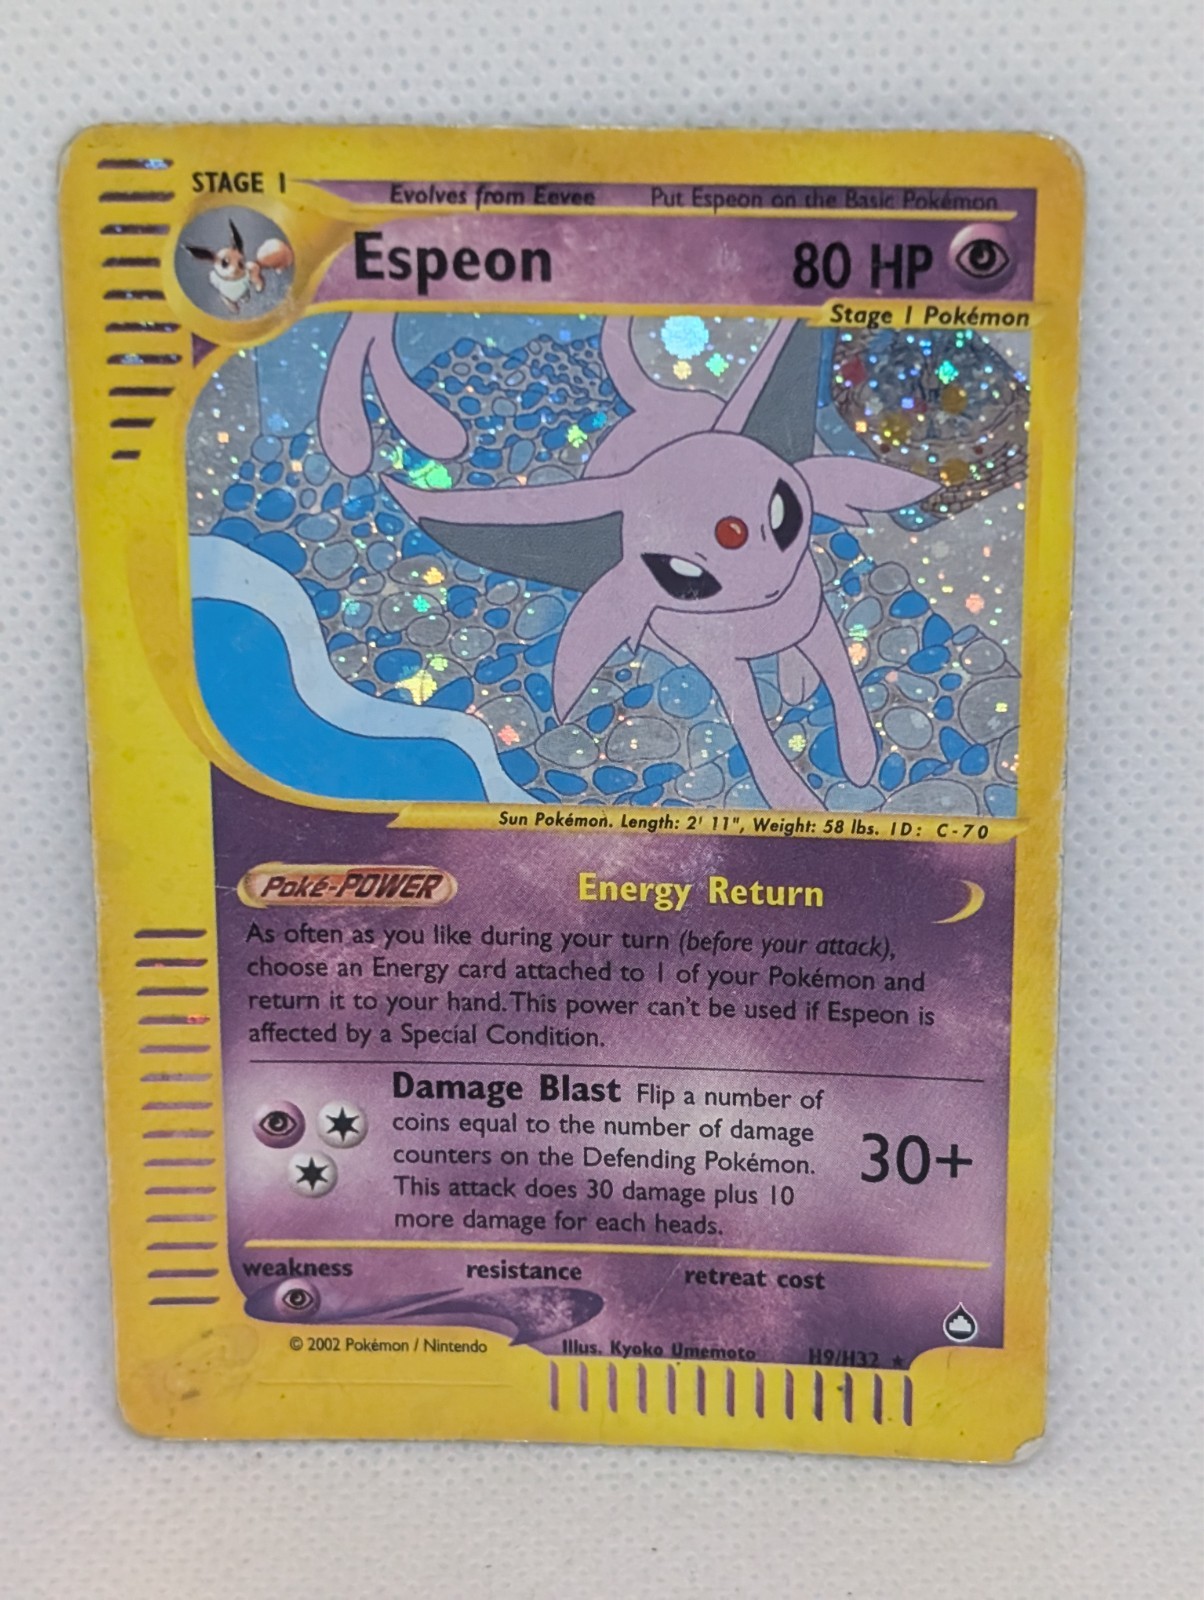 STAGE 1
Evolves from Eevee Put Espeon on the Basic Pokémon
Espeon 80 HP
Stage 1 Pokémon
Sun Pokémon. Length: 2' 11", Weight: 58 lbs. ID: C-70
Poké-POWER Energy Return
As often as you like during your turn (before your attack),
choose an Energy card attached to 1 of your Pokémon and
return it to your hand. This power can't be used if Espeon is
affected by a Special Condition.
Damage Blast Flip a number of
coins equal to the number of damage
counters on the Defending Pokémon.
This attack does 30 damage plus 10
more damage for each heads.
30+
weakness resistance retreat cost
© 2002 Pokémon / Nintendo Illus. Kyoko Umemoto H9/H32 ★